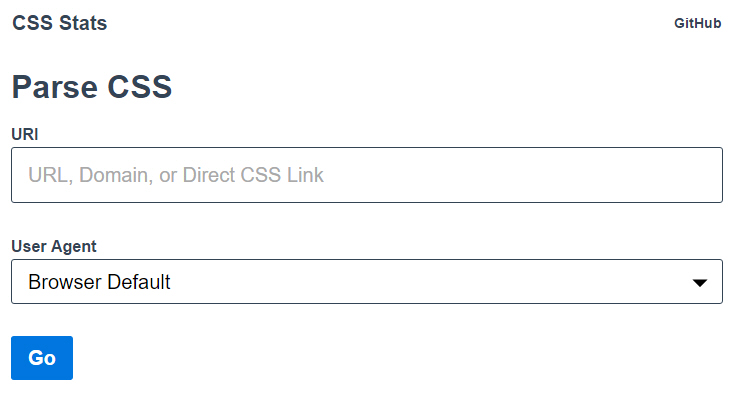 CSS Stats
GitHub
Parse CSS
URI
URL, Domain, or Direct CSS Link
User Agent
Browser Default
Go